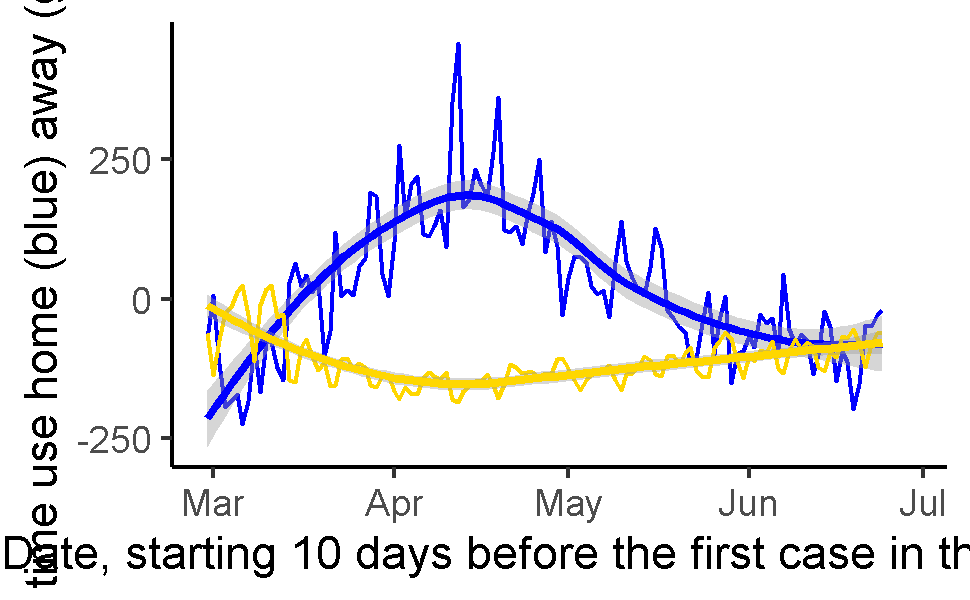 time use home (blue) away (
250
0
-250
Mar Apr May Jun Jul
Date, starting 10 days before the first case in